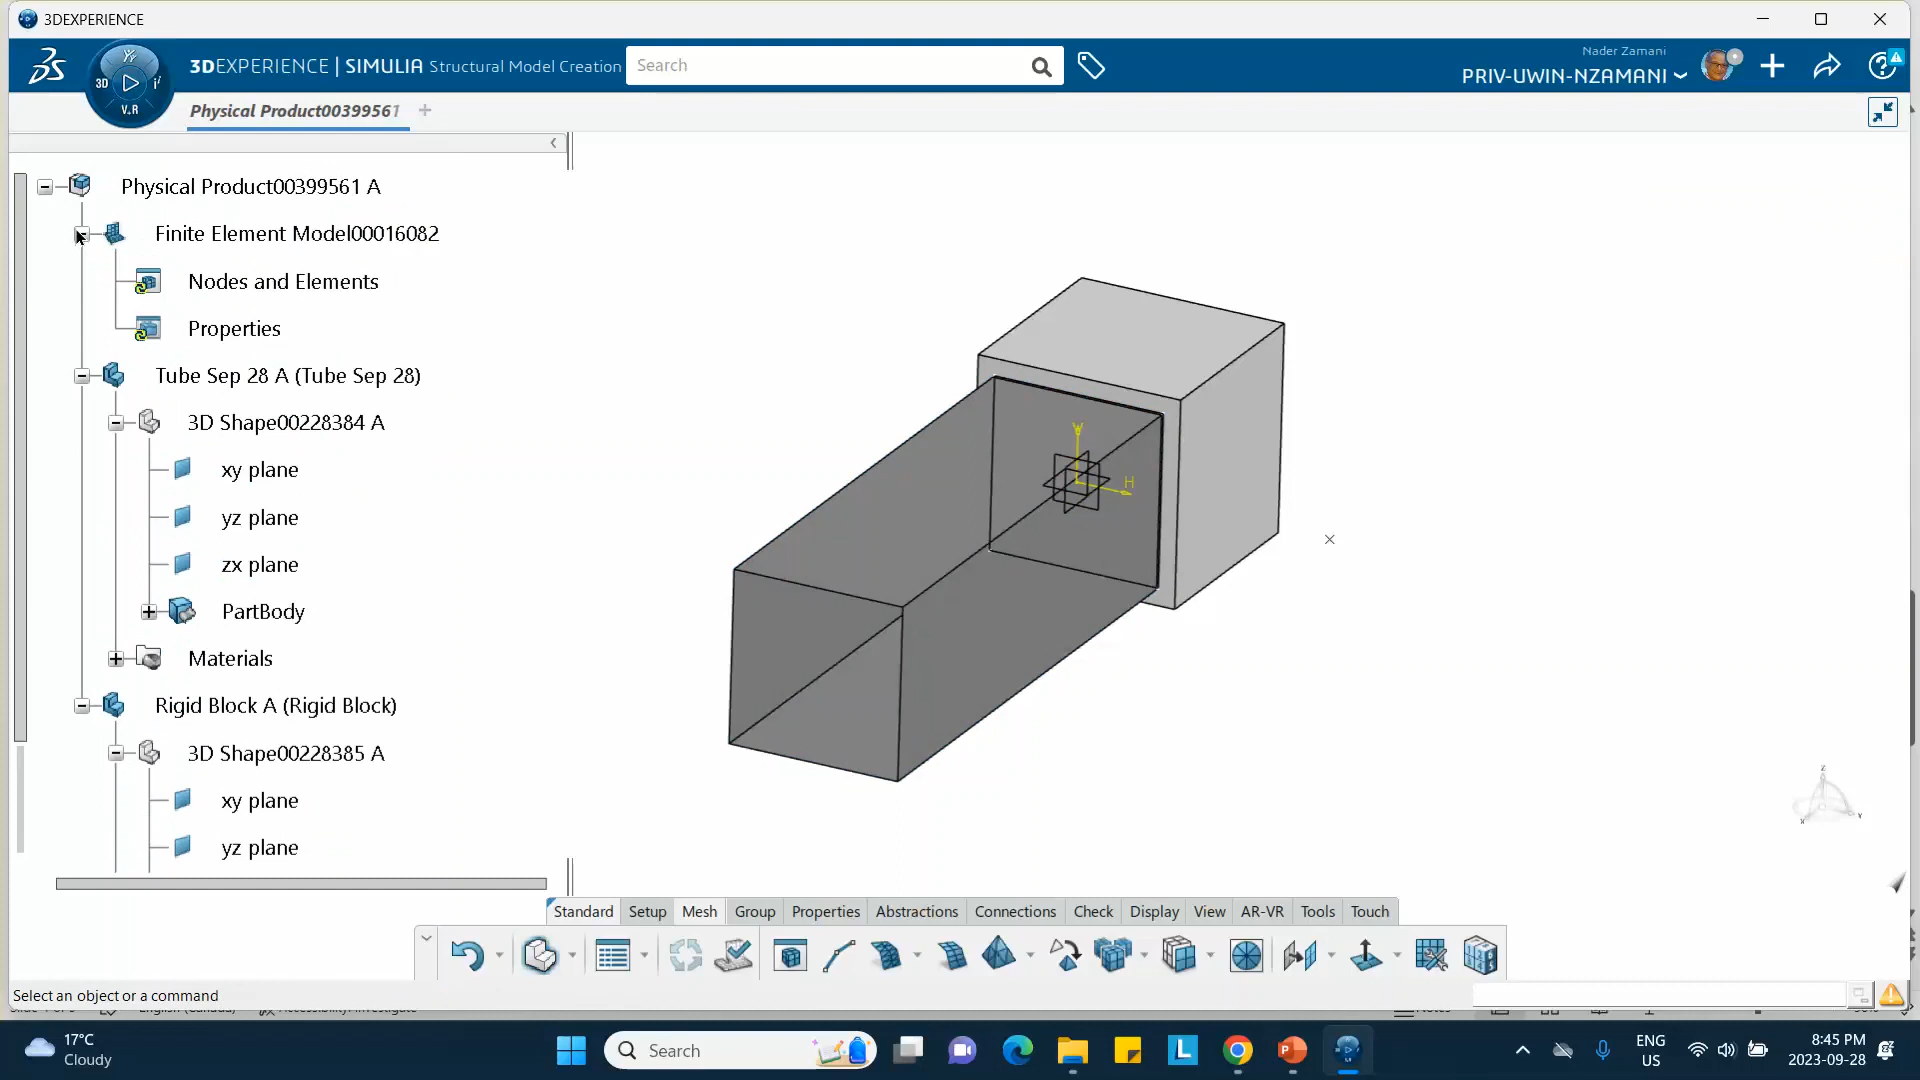 3DEXPERIENCE
3DEXPERIENCE | SIMULIA Structural Model Creation
Search
Nader Zamani
PRIV-UWIN-NZAMANI
3D
V.R
Physical Product00399561
Physical Product00399561 A
Finite Element Model00016082
Nodes and Elements
Properties
Tube Sep 28 A (Tube Sep 28)
3D Shape00228384 A
xy plane
yz plane
zx plane
PartBody
Materials
Rigid Block A (Rigid Block)
3D Shape00228385 A
xy plane
yz plane
V
H
Z
X
Y
Standard Setup Mesh Group Properties Abstractions Connections Check Display View AR-VR Tools Touch
Select an object or a command
17°C
Cloudy
Search
ENG
US
8:45 PM
2023-09-28